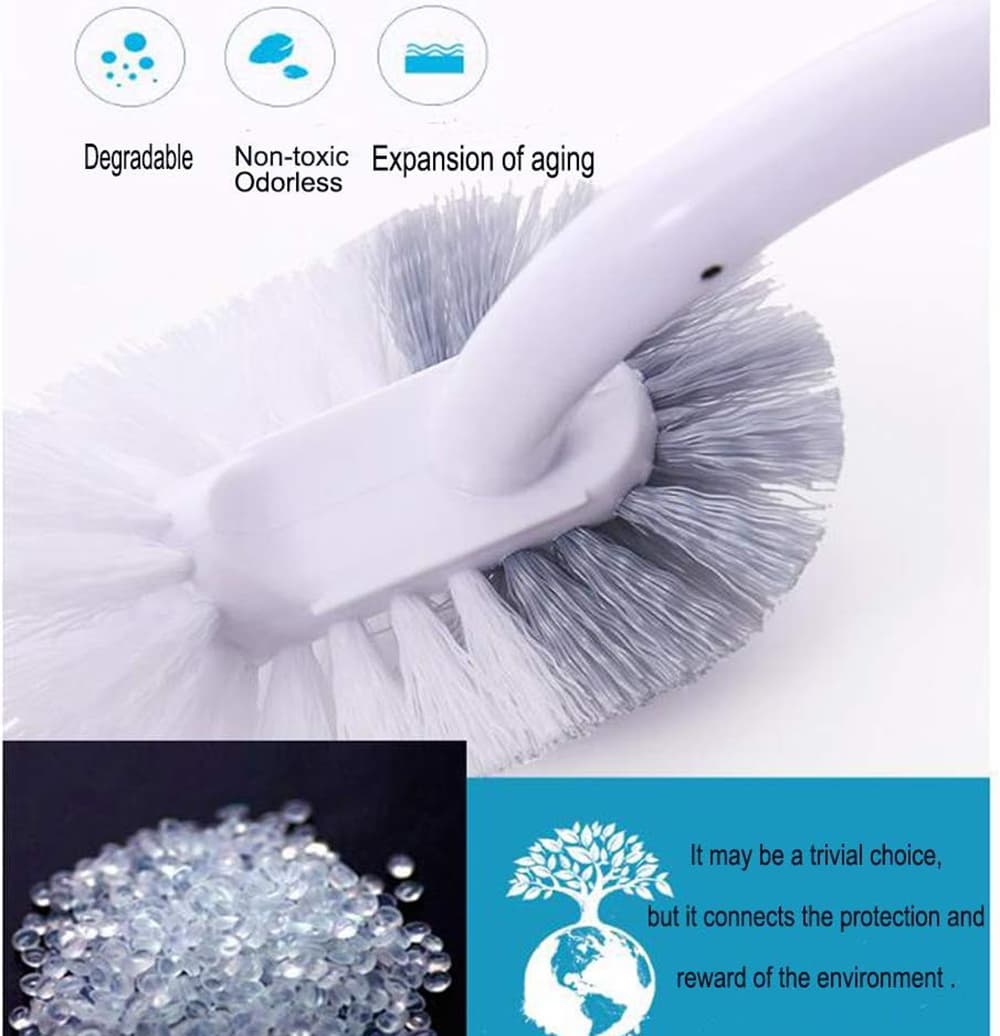 Degradable
Non-toxic
Odorless
Expansion of aging
It may be a trivial choice,
but it connects the protection and
reward of the environment .